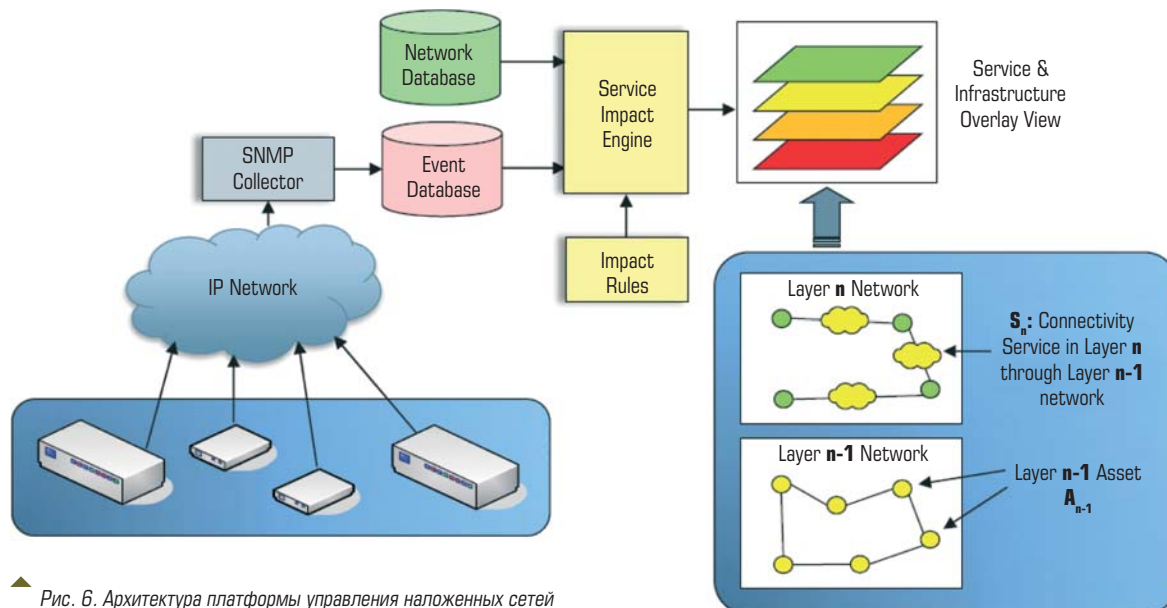 Network
Database
Service
Impact
Engine
Service &
Infrastructure
Overlay View
SNMP
Collector
Event
Database
IP Network
Impact
Rules
Layer n Network
Sn: Connectivity
Service in Layer n
through Layer n-1
network
Layer n-1 Network
Layer n-1 Asset
An-1
Рис. 6. Архитектура платформы управления наложенных сетей